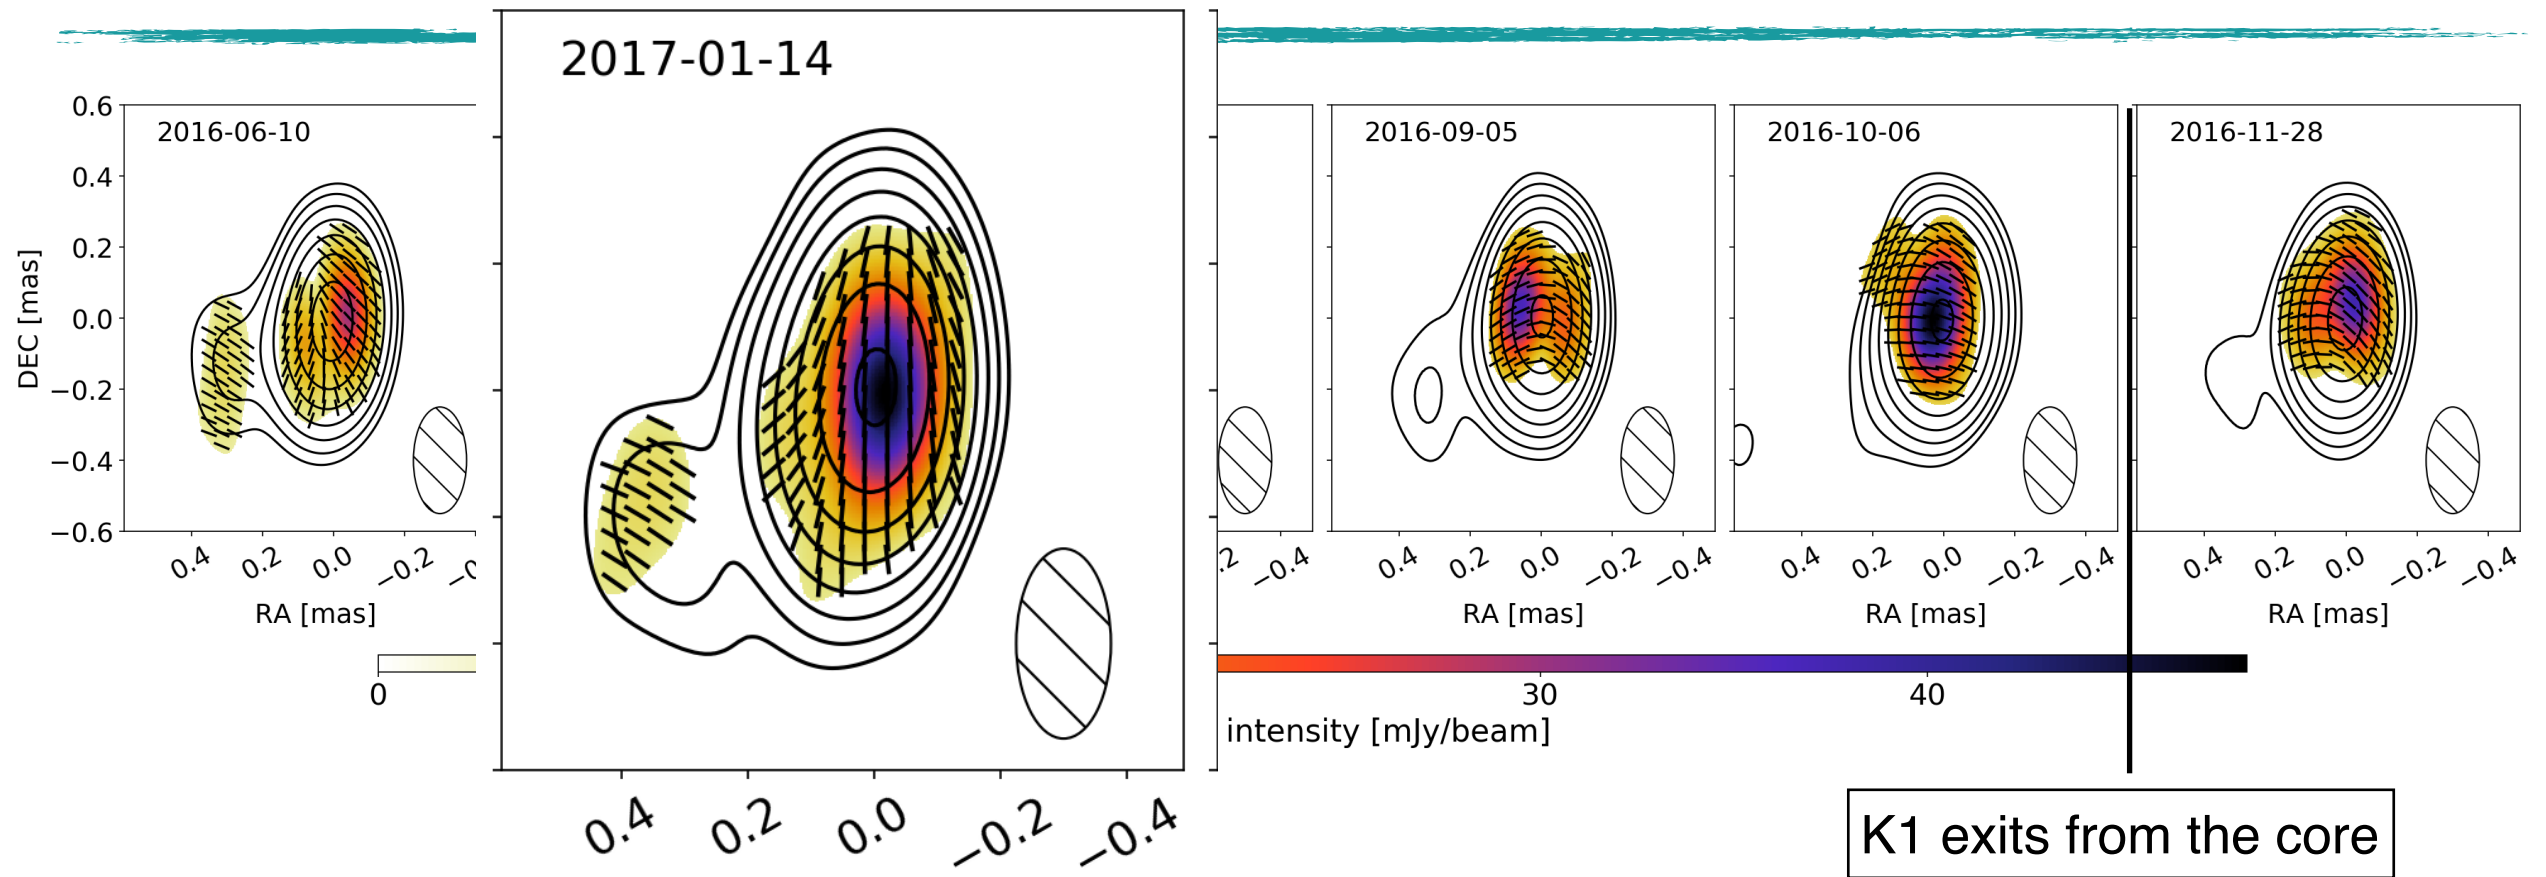 2017-01-14
2016-06-10
2016-09-05
2016-10-06
2016-11-28
0.6
0.4
0.2
0.0
−0.2
−0.4
−0.6
DEC [mas]
0.4 0.2 0.0 −0.2 −0
.2 −0.4
0.4 0.2 0.0 −0.2 −0.4
0.4 0.2 0.0 −0.2 −0.4
0.4 0.2 0.0 −0.2 −0.4
RA [mas]
RA [mas]
RA [mas]
RA [mas]
0
30
40
intensity [mJy/beam]
0.4 0.2 0.0 −0.2 −0.4
K1 exits from the core